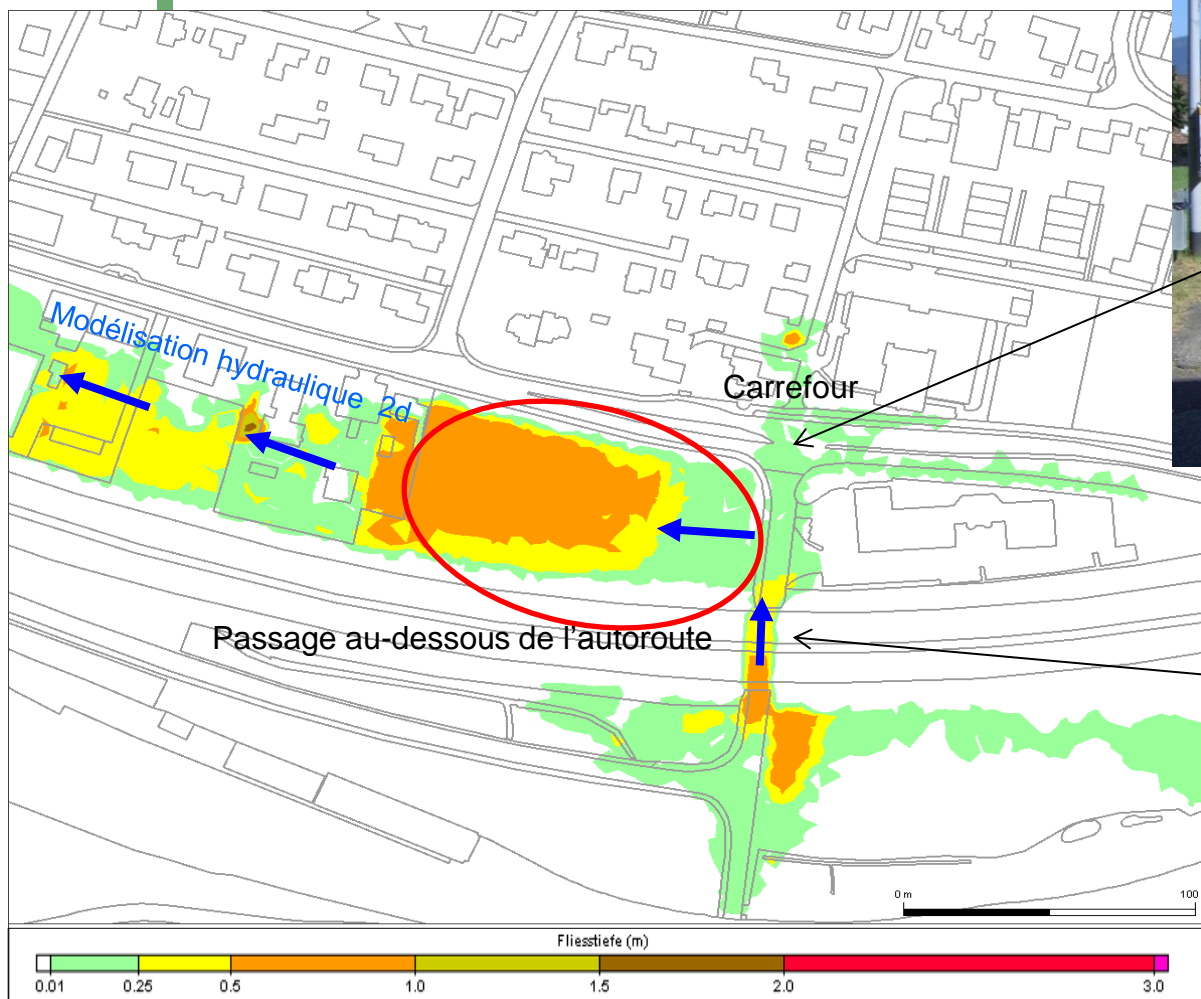 Modélisation hydraulique 2d
Carrefour
Passage au-dessous de l’autoroute
0 m 100
Fliesstiefe (m)
0.01 0.25 0.5 1.0 1.5 2.0 3.0